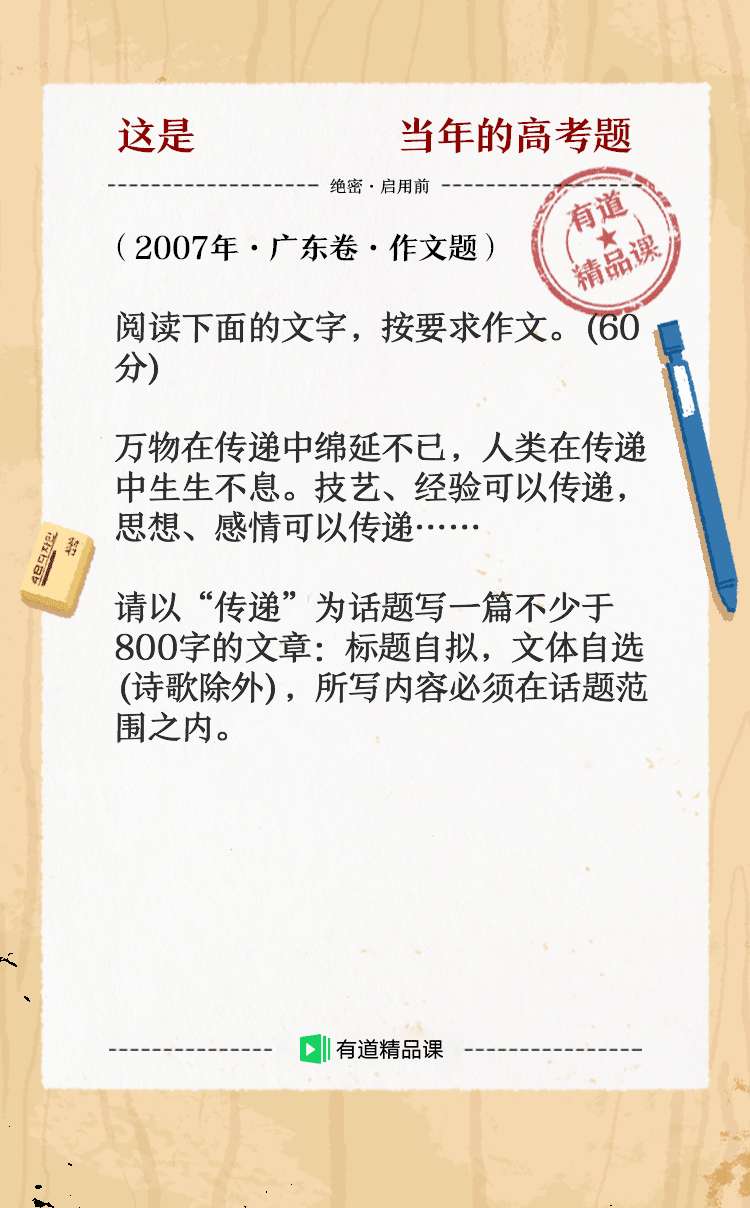 这是 当年的高考题
绝密·启用前
有道
精品课
(2007年·广东卷·作文题)
阅读下面的文字，按要求作文。(60
分)
万物在传递中绵延不已，人类在传递
中生生不息。技艺、经验可以传递，
思想、感情可以传递……
请以“传递”为话题写一篇不少于
800字的文章：标题自拟，文体自选
(诗歌除外)，所写内容必须在话题范
围之内。
有道精品课